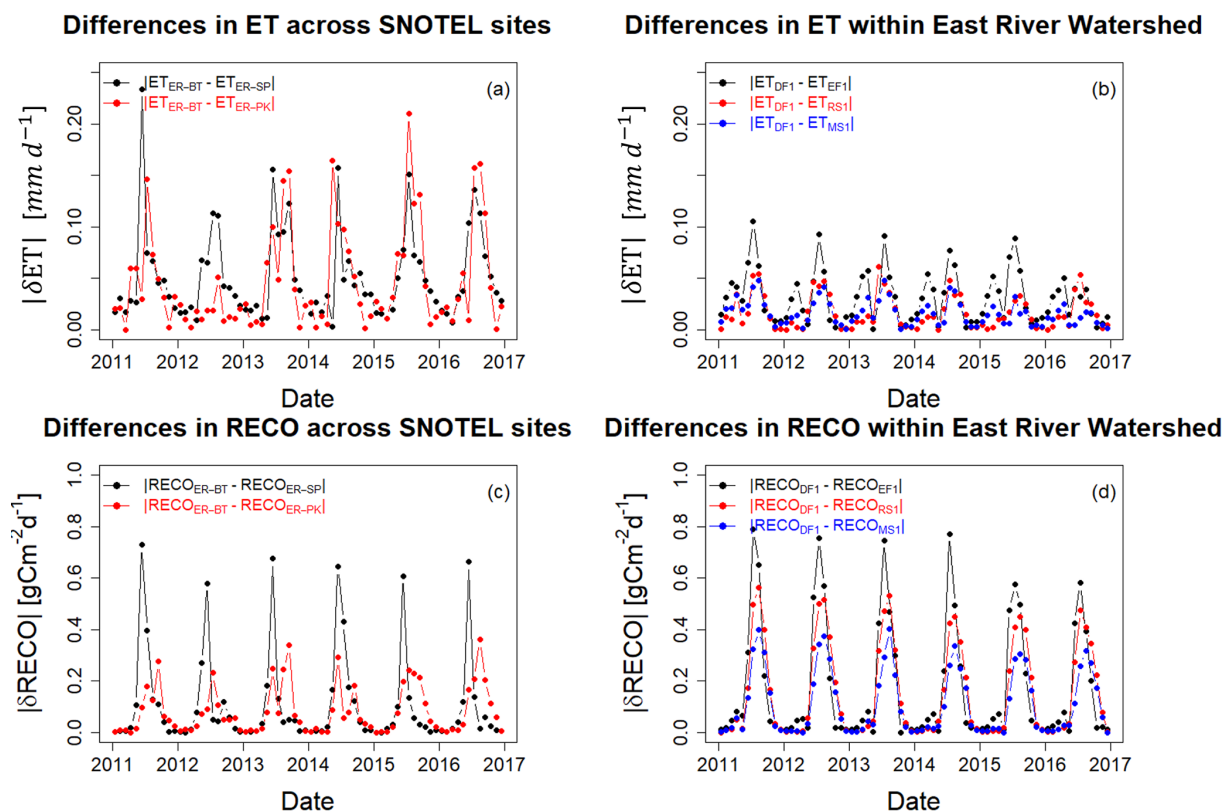 Differences in ET across SNOTEL sites
|ET_ER−BT - ET_ER−SP|
|ET_ER−BT - ET_ER−PK|
(a)
|δET| [mm d⁻¹]
0.00 0.10 0.20
2011 2012 2013 2014 2015 2016 2017
Date
Differences in ET within East River Watershed
|ET_DF1 - ET_EF1|
|ET_DF1 - ET_RS1|
|ET_DF1 - ET_MS1|
(b)
|δET| [mm d⁻¹]
0.00 0.10 0.20
2011 2012 2013 2014 2015 2016 2017
Date
Differences in RECO across SNOTEL sites
|RECO_ER−BT - RECO_ER−SP|
|RECO_ER−BT - RECO_ER−PK|
(c)
|δRECO| [gCm⁻²d⁻¹]
0.0 0.2 0.4 0.6 0.8 1.0
2011 2012 2013 2014 2015 2016 2017
Date
Differences in RECO within East River Watershed
|RECO_DF1 - RECO_EF1|
|RECO_DF1 - RECO_RS1|
|RECO_DF1 - RECO_MS1|
(d)
|δRECO| [gCm⁻²d⁻¹]
0.0 0.2 0.4 0.6 0.8 1.0
2011 2012 2013 2014 2015 2016 2017
Date